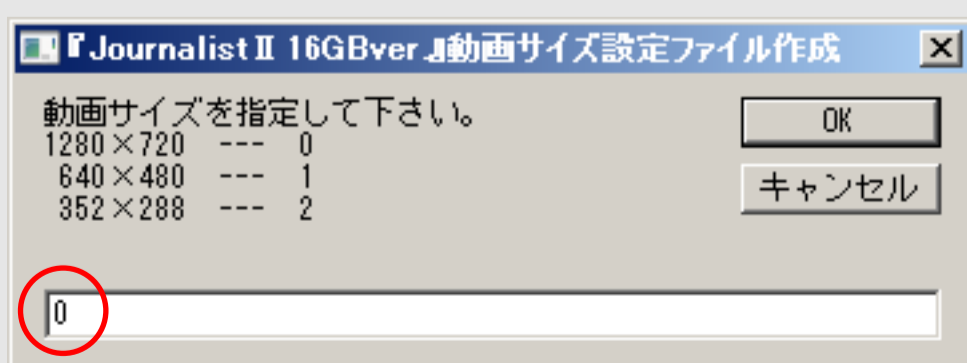 『Journalist Ⅱ 16GBver.』動画サイズ設定ファイル作成
動画サイズを指定して下さい。
1280×720 --- 0
640×480 --- 1
352×288 --- 2
OK
キャンセル
0